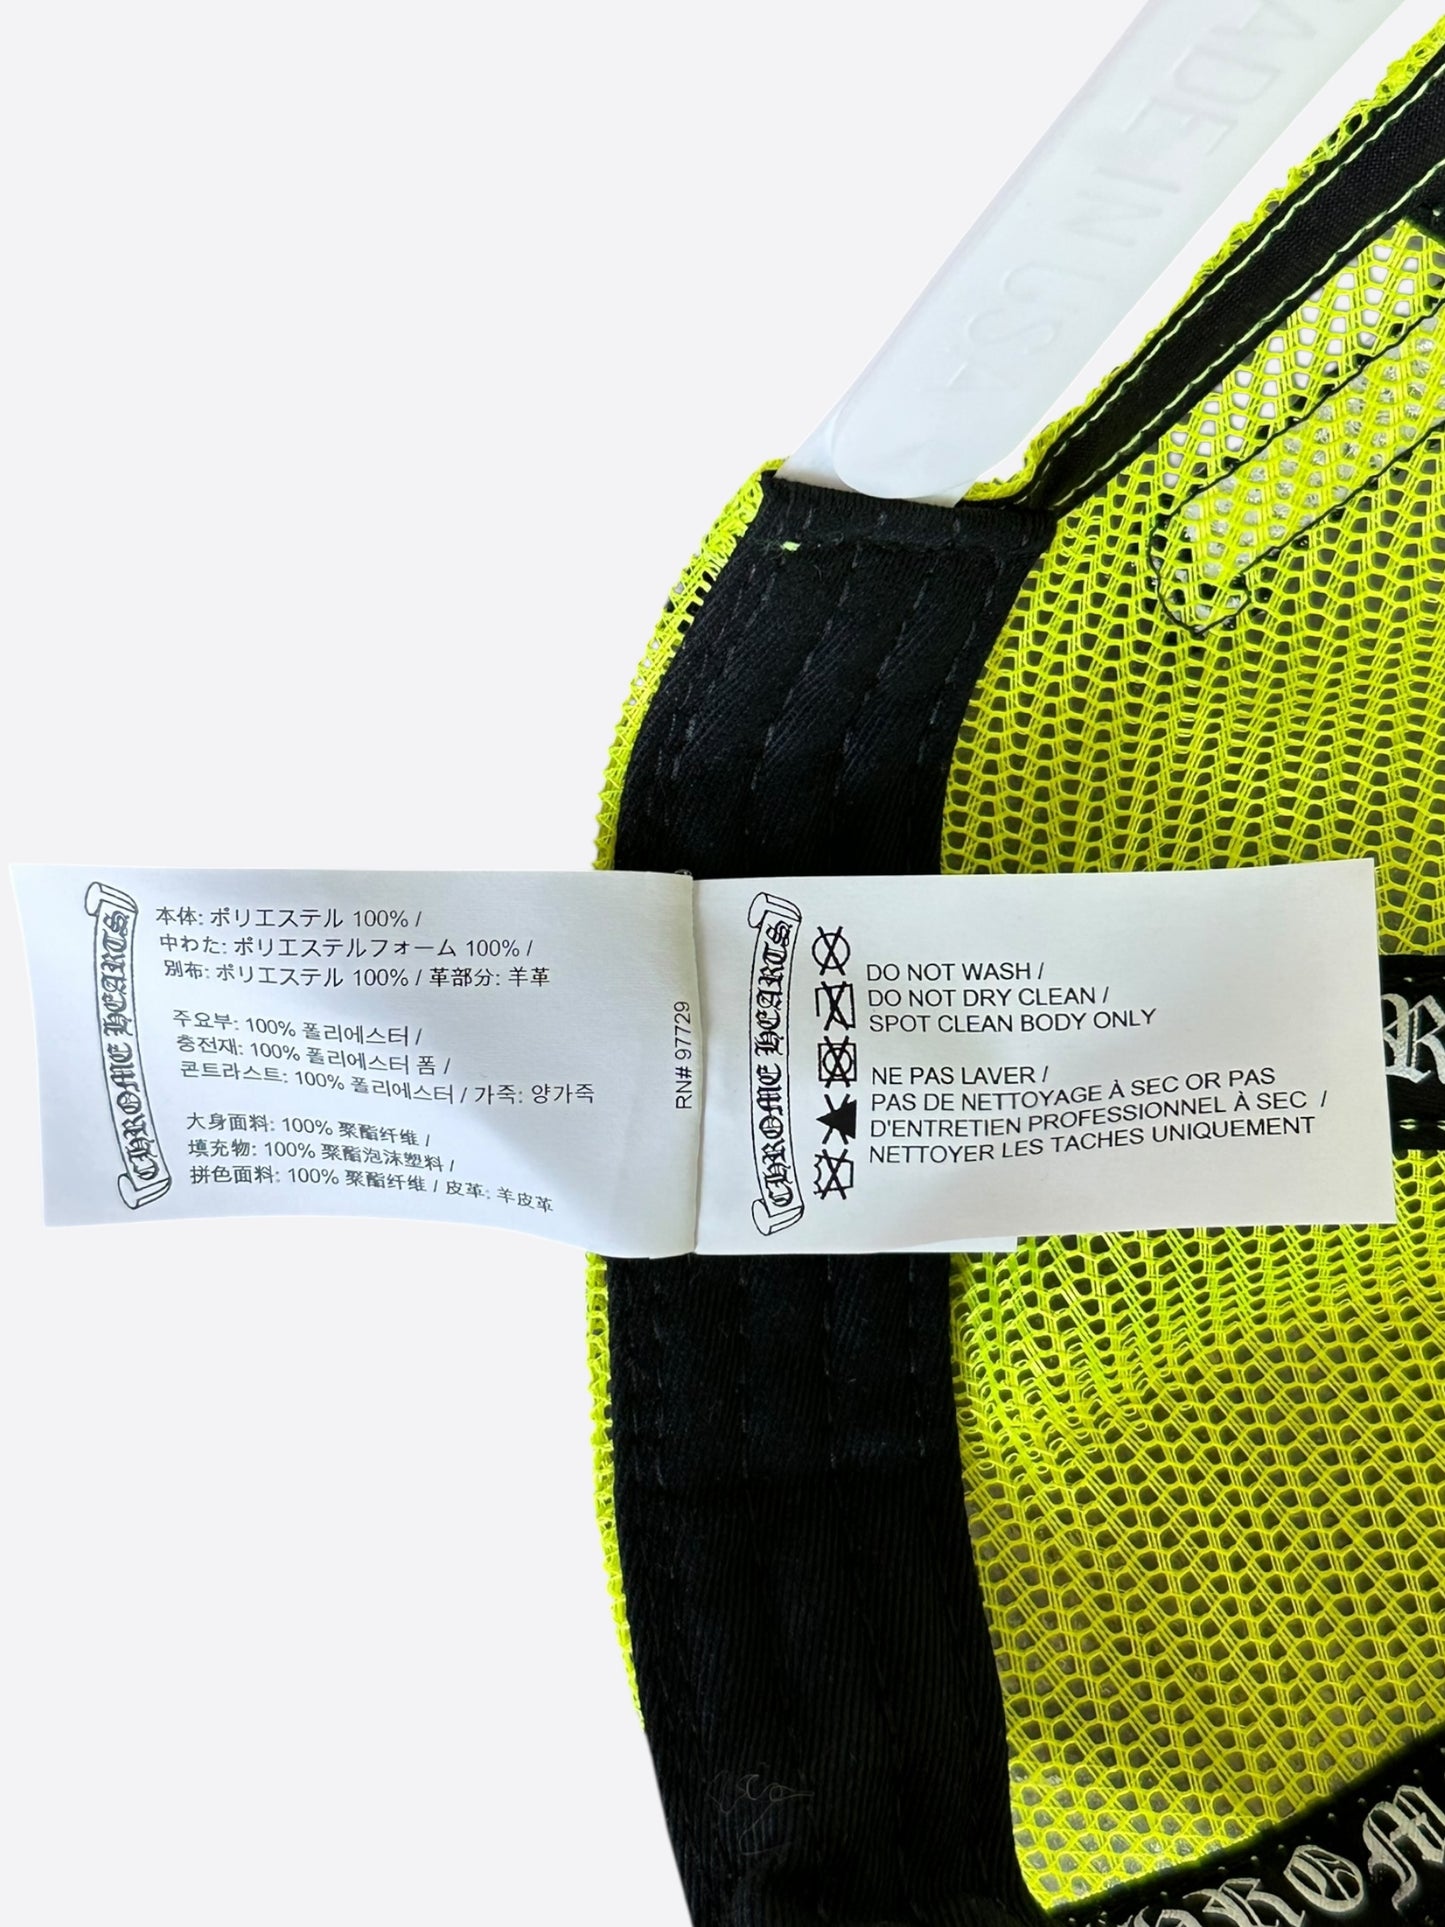 MADE IN USA
CHROME HEARTS
本体: ポリエステル 100% /
中わた: ポリエステルフォーム 100% /
別布: ポリエステル 100% / 革部分: 羊革
주요부: 100% 폴리에스터 /
충전재: 100% 폴리에스터 폼 /
콘트라스트: 100% 폴리에스터 / 가죽: 양가죽
大身面料: 100% 聚酯纤维 /
填充物: 100% 聚酯泡沫塑料 /
拼色面料: 100% 聚酯纤维 / 皮革: 羊皮革
RN# 97729
CHROME HEARTS
DO NOT WASH /
DO NOT DRY CLEAN /
SPOT CLEAN BODY ONLY
NE PAS LAVER /
PAS DE NETTOYAGE À SEC OR PAS
D'ENTRETIEN PROFESSIONNEL À SEC /
NETTOYER LES TACHES UNIQUEMENT